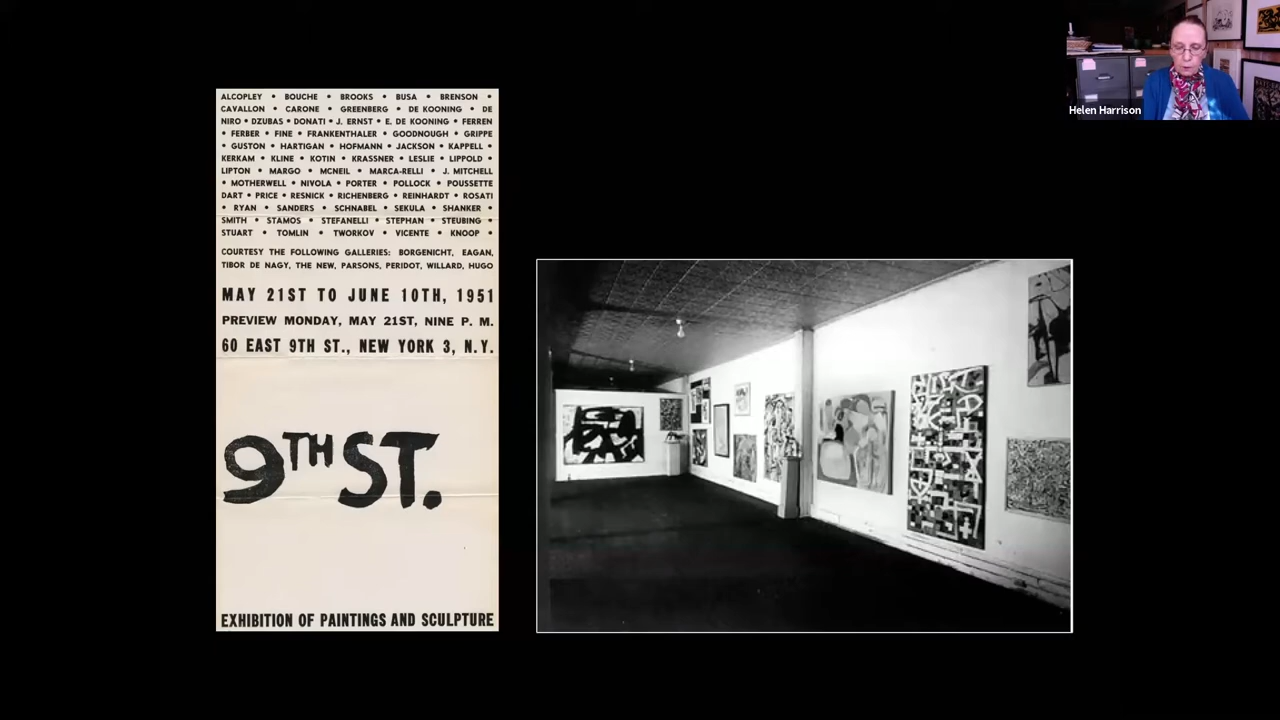 ALCOPLEY • BOUCHE • BROOKS • BUSA • BRENSON •
CAVALLON • CARONE • GREENBERG • DE KOONING • DE
NIRO • DZUBAS • DONATI • J. ERNST • E. DE KOONING • FERREN
• FERBER • FINE • FRANKENTHALER • GOODNOUGH • GRIPPE
• GUSTON • HARTIGAN • HOFMANN • JACKSON • KAPPELL •
KERKAM • KLINE • KOTIN • KRASSNER • LESLIE • LIPPOLD •
LIPTON • MARGO • MCNEIL • MARCA-RELLI • J. MITCHELL
• MOTHERWELL • NIVOLA • PORTER • POLLOCK • POUSSETTE
DART • PRICE • RESNICK • RICHENBERG • REINHARDT • ROSATI
• RYAN • SANDERS • SCHNABEL • SEKULA • SHANKER •
SMITH • STAMOS • STEFANELLI • STEPHAN • STEUBING •
STUART • TOMLIN • TWORKOV • VICENTE • KNOOP •
COURTESY THE FOLLOWING GALLERIES: BORGENICHT, EAGAN,
TIBOR DE NAGY, THE NEW, PARSONS, PERIDOT, WILLARD, HUGO
MAY 21ST TO JUNE 10TH, 1951
PREVIEW MONDAY, MAY 21ST, NINE P. M.
60 EAST 9TH ST., NEW YORK 3, N.Y.
9TH ST.
EXHIBITION OF PAINTINGS AND SCULPTURE
Helen Harrison